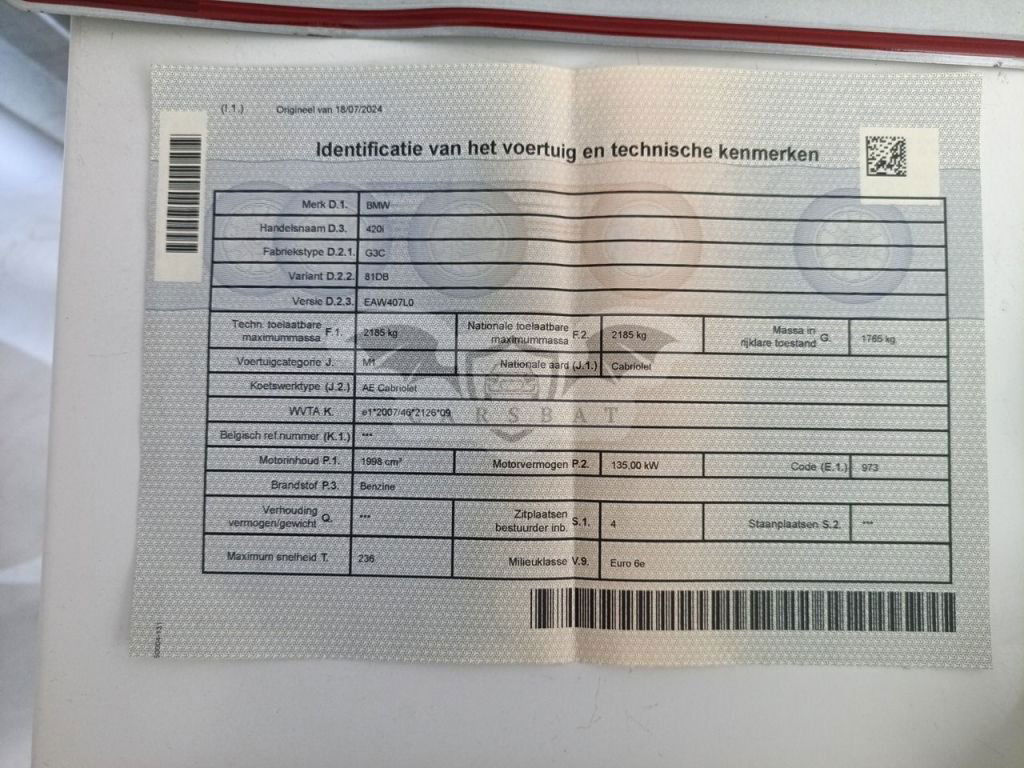 (I.1.) Origineel van 18/07/2024
Identificatie van het voertuig en technische kenmerken
Merk D.1. BMW
Handelsnaam D.3. 420i
Fabriekstype D.2.1. G3C
Variant D.2.2. 81DB
Versie D.2.3. EAW407L0
Techn. toelaatbare maximummassa F.1. 2185 kg Nationale toelaatbare maximummassa F.2. 2185 kg Massa in rijklare toestand G. 1765 kg
Voertuigcategorie J. M1 Nationale aard (J.1.) Cabriolet
Koetswerktype (J.2.) AE Cabriolet
WVTA K. e1*2007/46*2126*09
CARSBAT
Belgisch ref.nummer (K.1.) ***
Motorinhoud P.1. 1998 cm³ Motorvermogen P.2. 135,00 kW Code (E.1.) 973
Brandstof P.3. Benzine
Verhouding vermogen/gewicht Q. *** Zitplaatsen bestuurder inb. S.1. 4 Staanplaatsen S.2. ***
Maximum snelheid T. 236 Milieuklasse V.9. Euro 6e